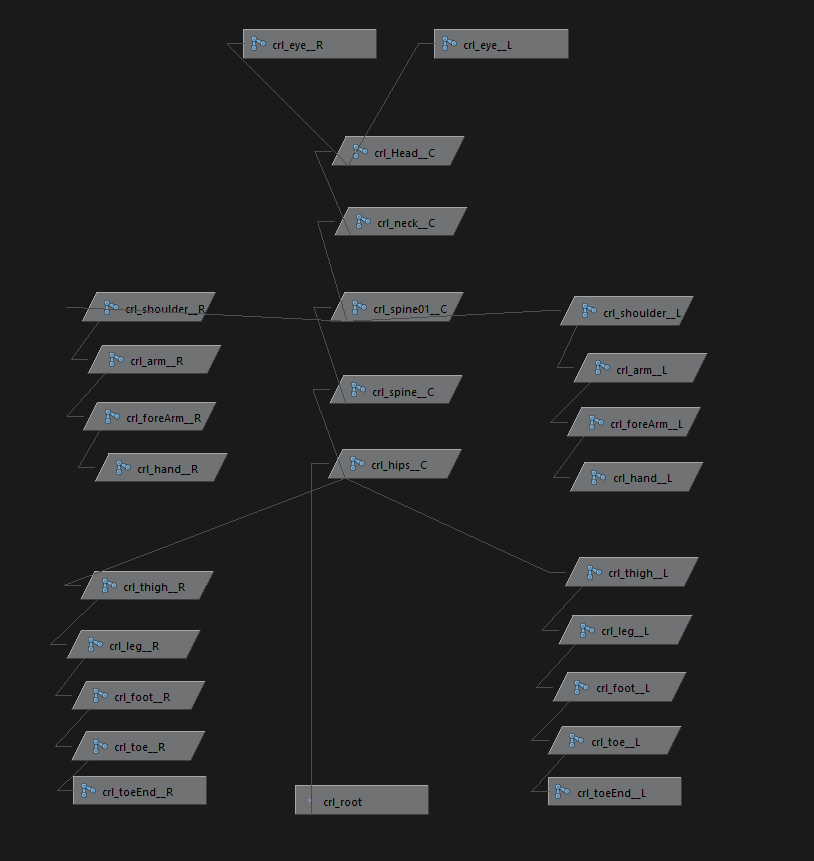 crl_eye__R
crl_eye__L
crl_Head__C
crl_neck__C
crl_shoulder__R
crl_spine01__C
crl_shoulder__L
crl_arm__R
crl_arm__L
crl_spine__C
crl_foreArm__R
crl_foreArm__L
crl_hand__R
crl_hips__C
crl_hand__L
crl_thigh__R
crl_thigh__L
crl_leg__R
crl_leg__L
crl_foot__R
crl_foot__L
crl_toe__R
crl_toe__L
crl_toeEnd__R
crl_root
crl_toeEnd__L